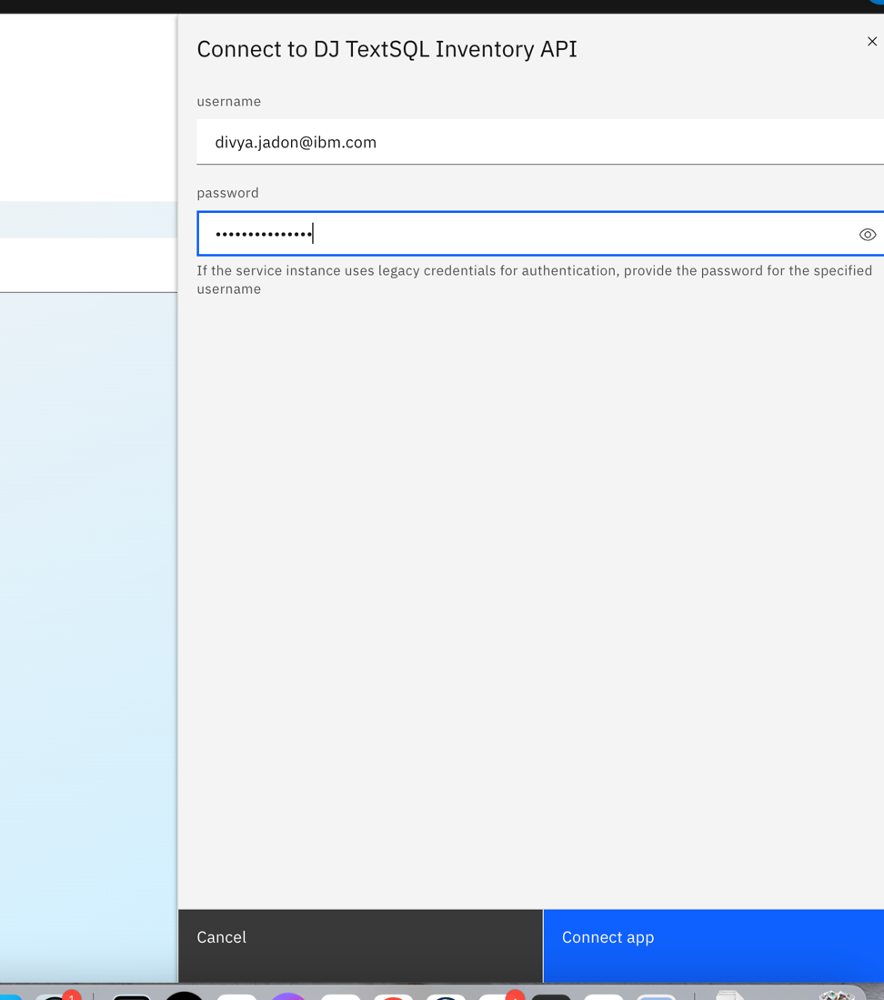 Connect to DJ TextSQL Inventory API
username
divya.jadon@ibm.com
password
•••••••••••••••
If the service instance uses legacy credentials for authentication, provide the password for the specified
username
Cancel
Connect app
1